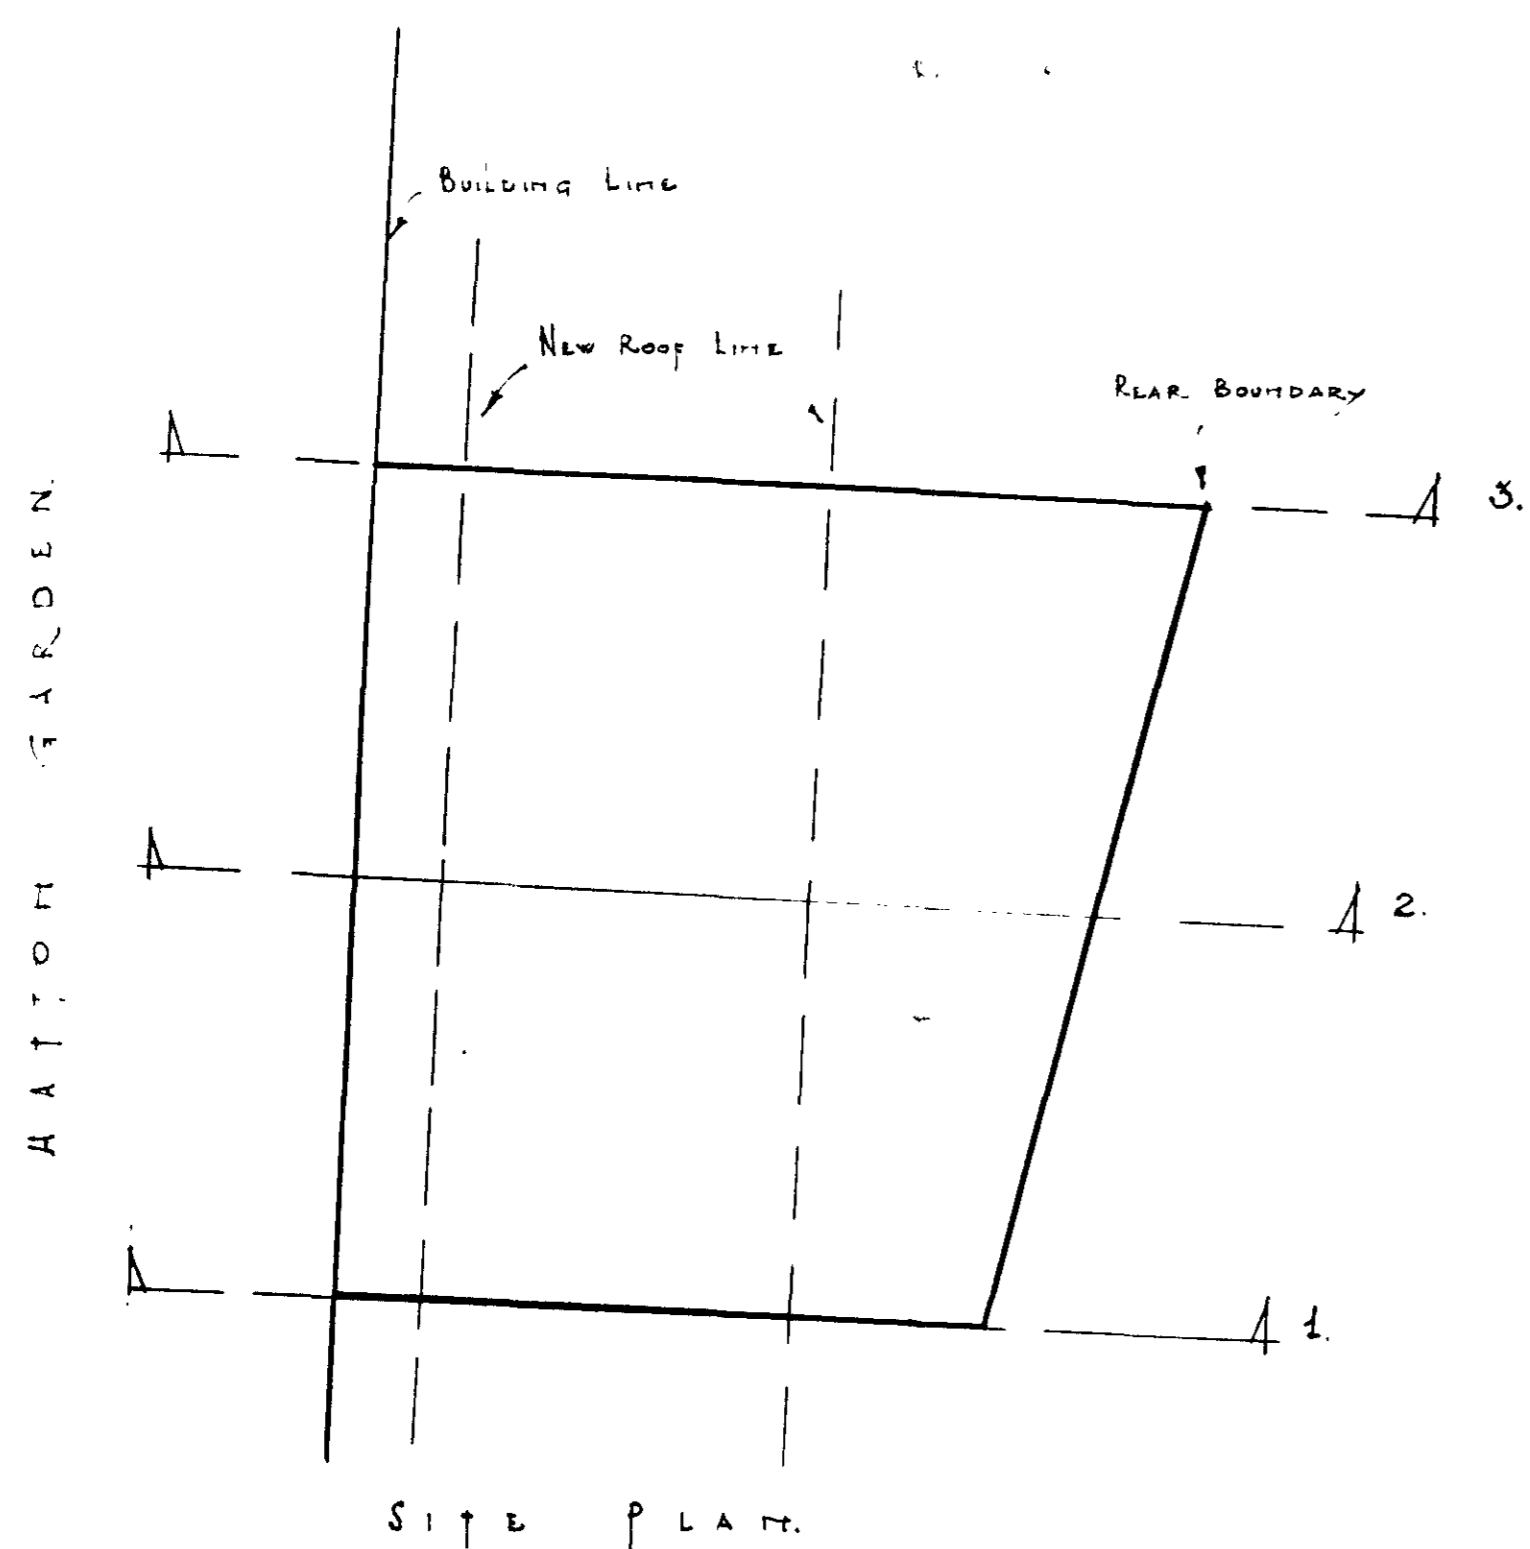 Building Line
New Roof Line
Rear Boundary
3.
HATTON GARDEN.
2.
1.
SITE PLAN.